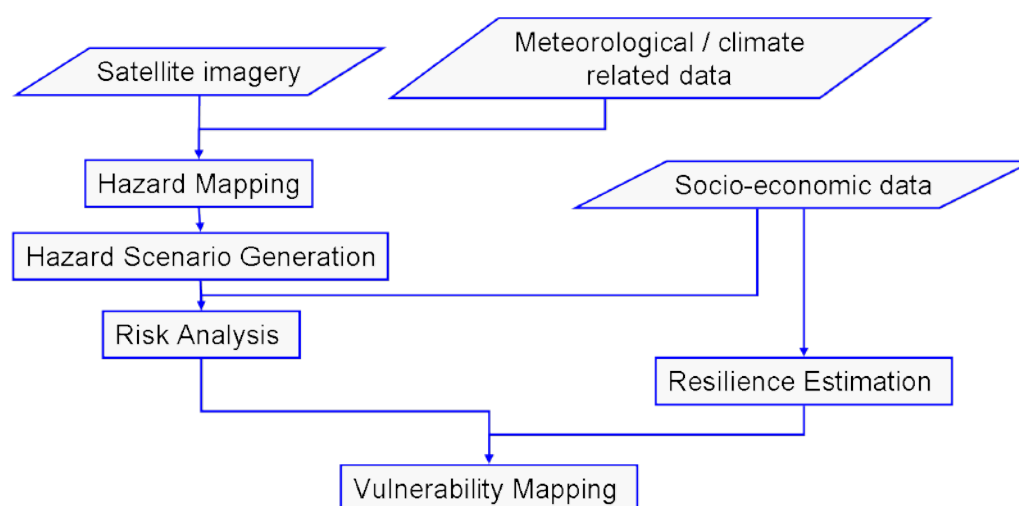 Satellite imagery
Meteorological / climate
related data
Hazard Mapping
Socio-economic data
Hazard Scenario Generation
Risk Analysis
Resilience Estimation
Vulnerability Mapping